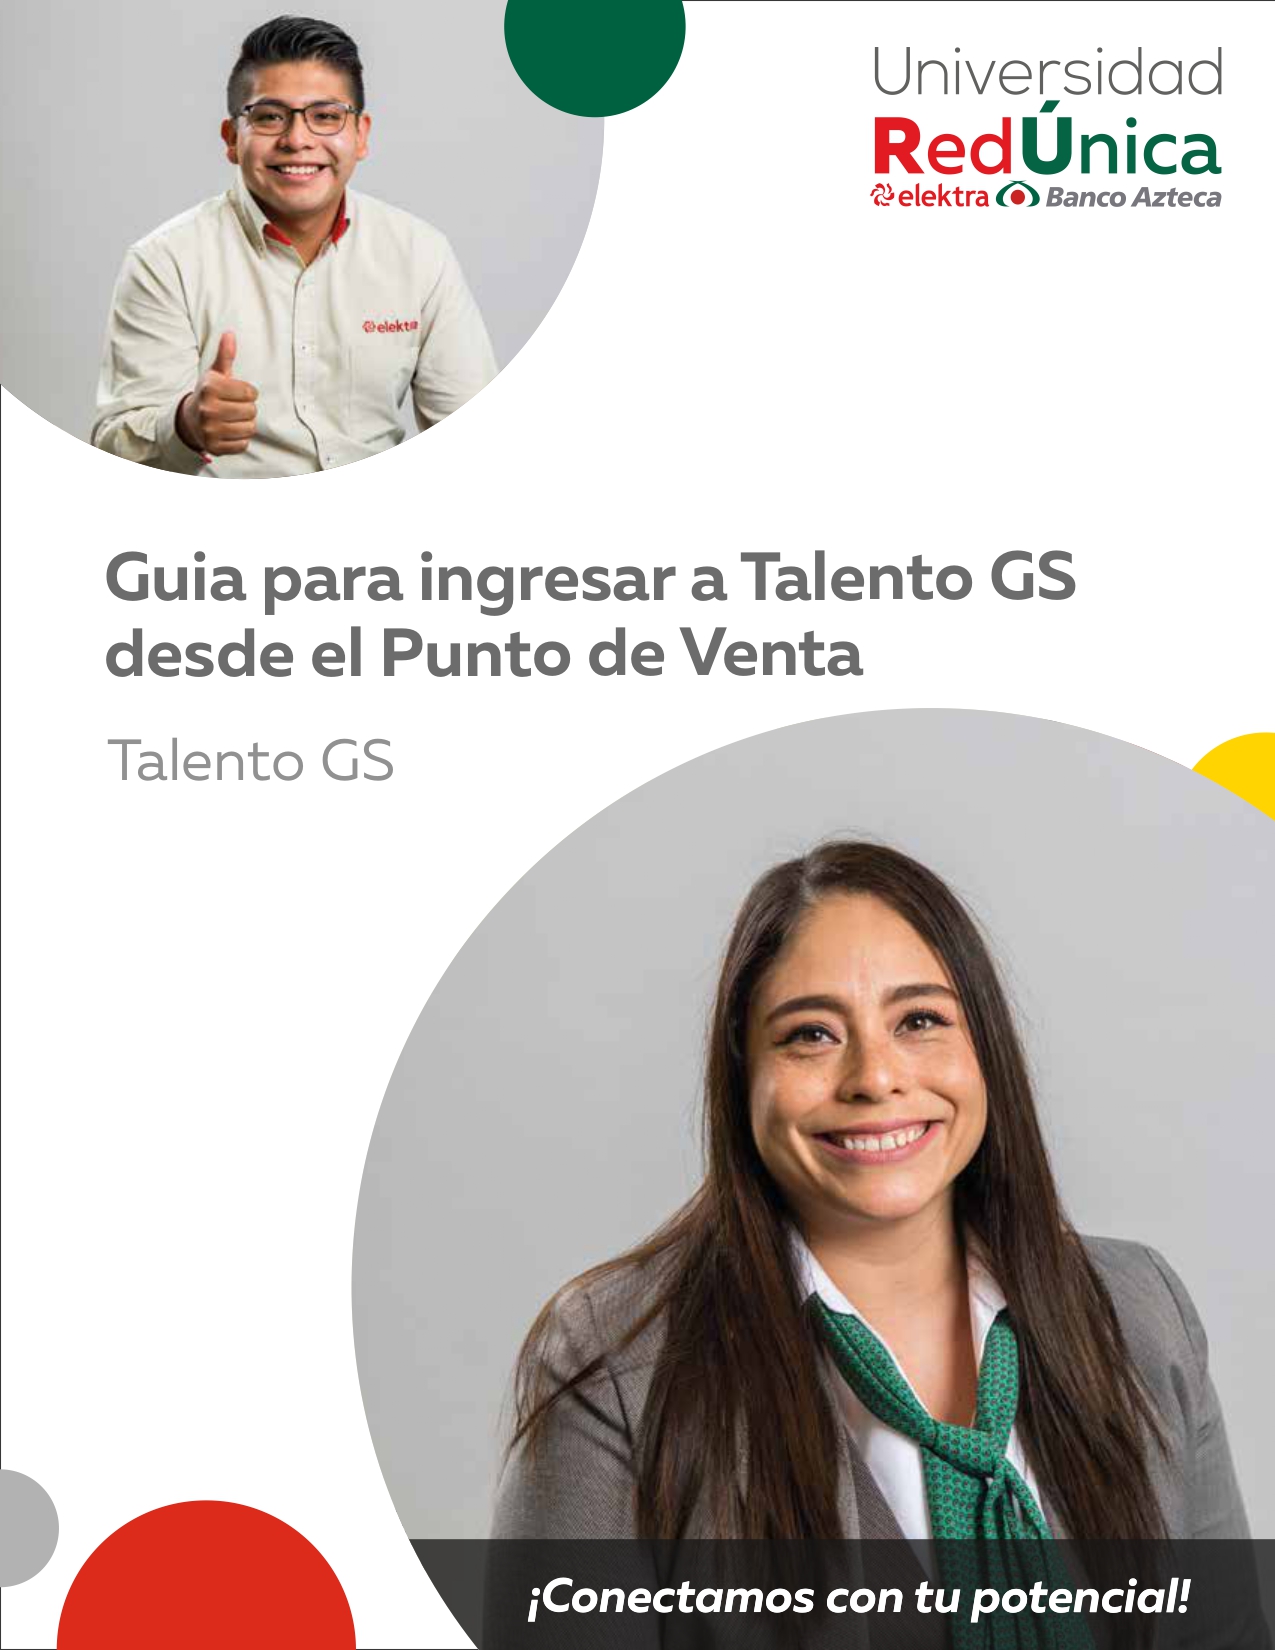 Universidad
RedÚnica
elektra Banco Azteca
elektra
Guia para ingresar a Talento GS
desde el Punto de Venta
Talento GS
¡Conectamos con tu potencial!